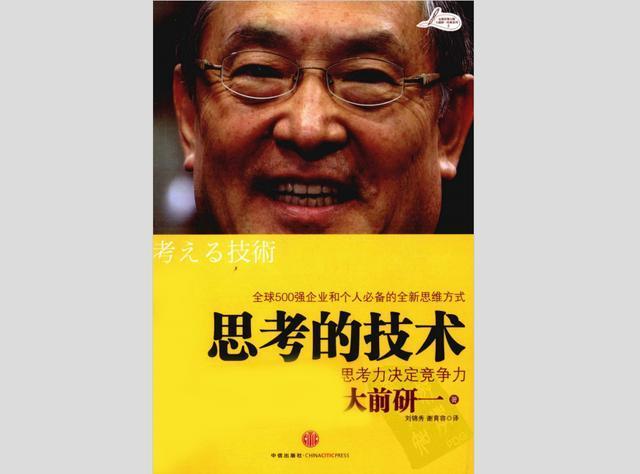 考える技術
全球500强企业和个人必备的全新思维方式
思考的技术
思考力决定竞争力
大前研一 著
刘锦秀 谢育容 译
中信出版社·CHINACITICPRESS
PDG